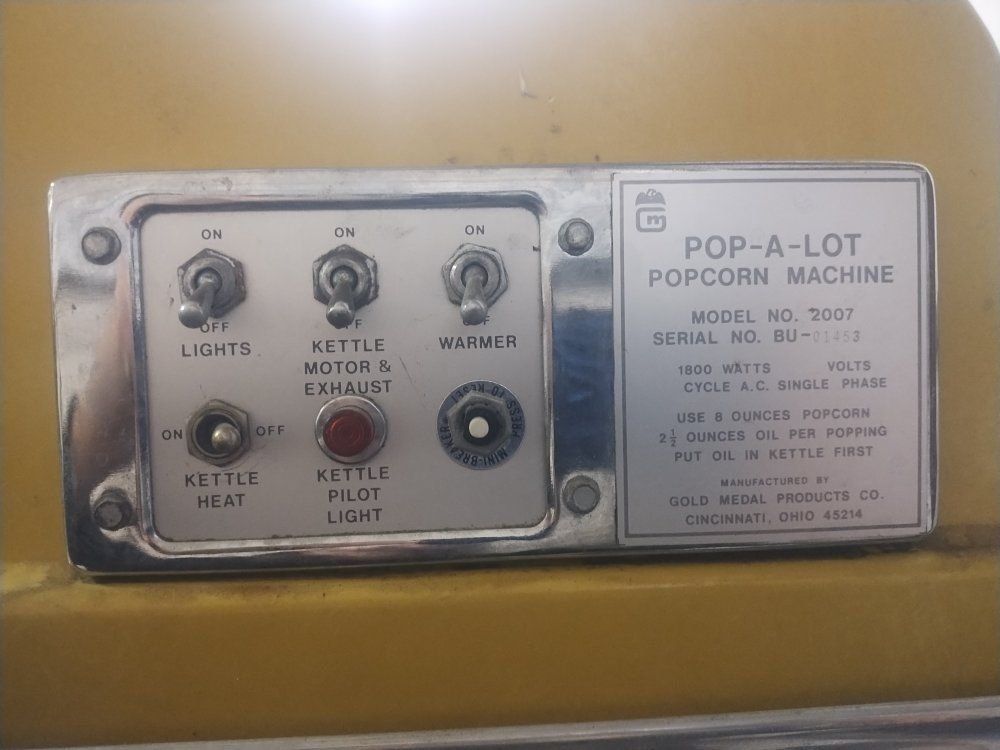 ON
OFF
LIGHTS
ON
OFF
KETTLE
MOTOR &
EXHAUST
ON
OFF
WARMER
ON
OFF
KETTLE
HEAT
KETTLE
PILOT
LIGHT
MINI-BREAKER
PRESS-TO-RESET
m
POP-A-LOT
POPCORN MACHINE
MODEL NO. 2007
SERIAL NO. BU-01453
1800 WATTS VOLTS
CYCLE A.C. SINGLE PHASE
USE 8 OUNCES POPCORN
2½ OUNCES OIL PER POPPING
PUT OIL IN KETTLE FIRST
MANUFACTURED BY
GOLD MEDAL PRODUCTS CO.
CINCINNATI, OHIO 45214